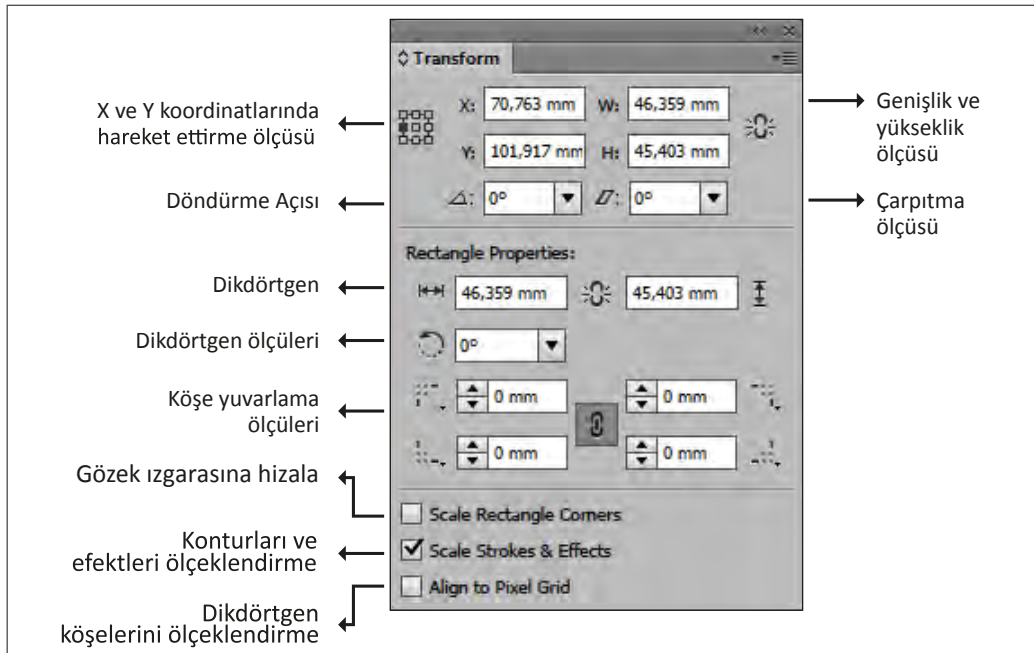 Transform
X ve Y koordinatlarında
hareket ettirme ölçüsü
X: 70,763 mm W: 46,359 mm
Y: 101,917 mm H: 45,403 mm
Genişlik ve
yükseklik
ölçüsü
Döndürme Açısı
0° 0°
Çarpıtma
ölçüsü
Rectangle Properties:
Dikdörtgen
46,359 mm 45,403 mm
Dikdörtgen ölçüleri
0°
Köşe yuvarlama
ölçüleri
0 mm 0 mm
0 mm 0 mm
Gözek ızgarasına hizala
Scale Rectangle Corners
Konturları ve
efektleri ölçeklendirme
Scale Strokes & Effects
Align to Pixel Grid
Dikdörtgen
köşelerini ölçeklendirme